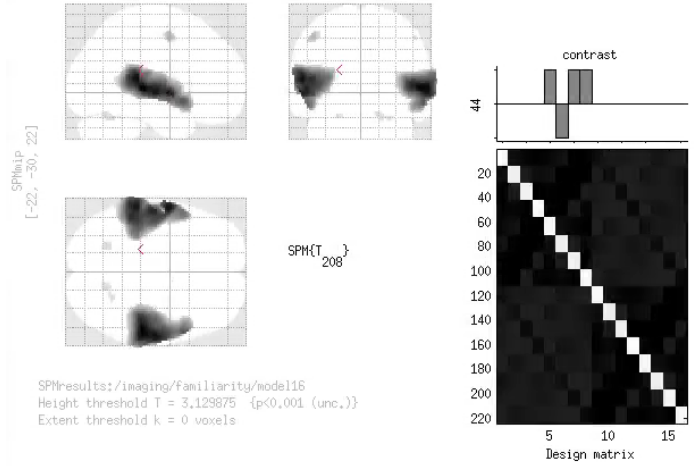 contrast
44
SPMmip
[-22, -30, 22]
20
40
60
80
100
120
140
160
180
200
220
5 10 15
Design matrix
SPM{T208}
SPMresults:/imaging/familiarity/model16
Height threshold T = 3.129875 {p<0.001 (unc.)}
Extent threshold k = 0 voxels